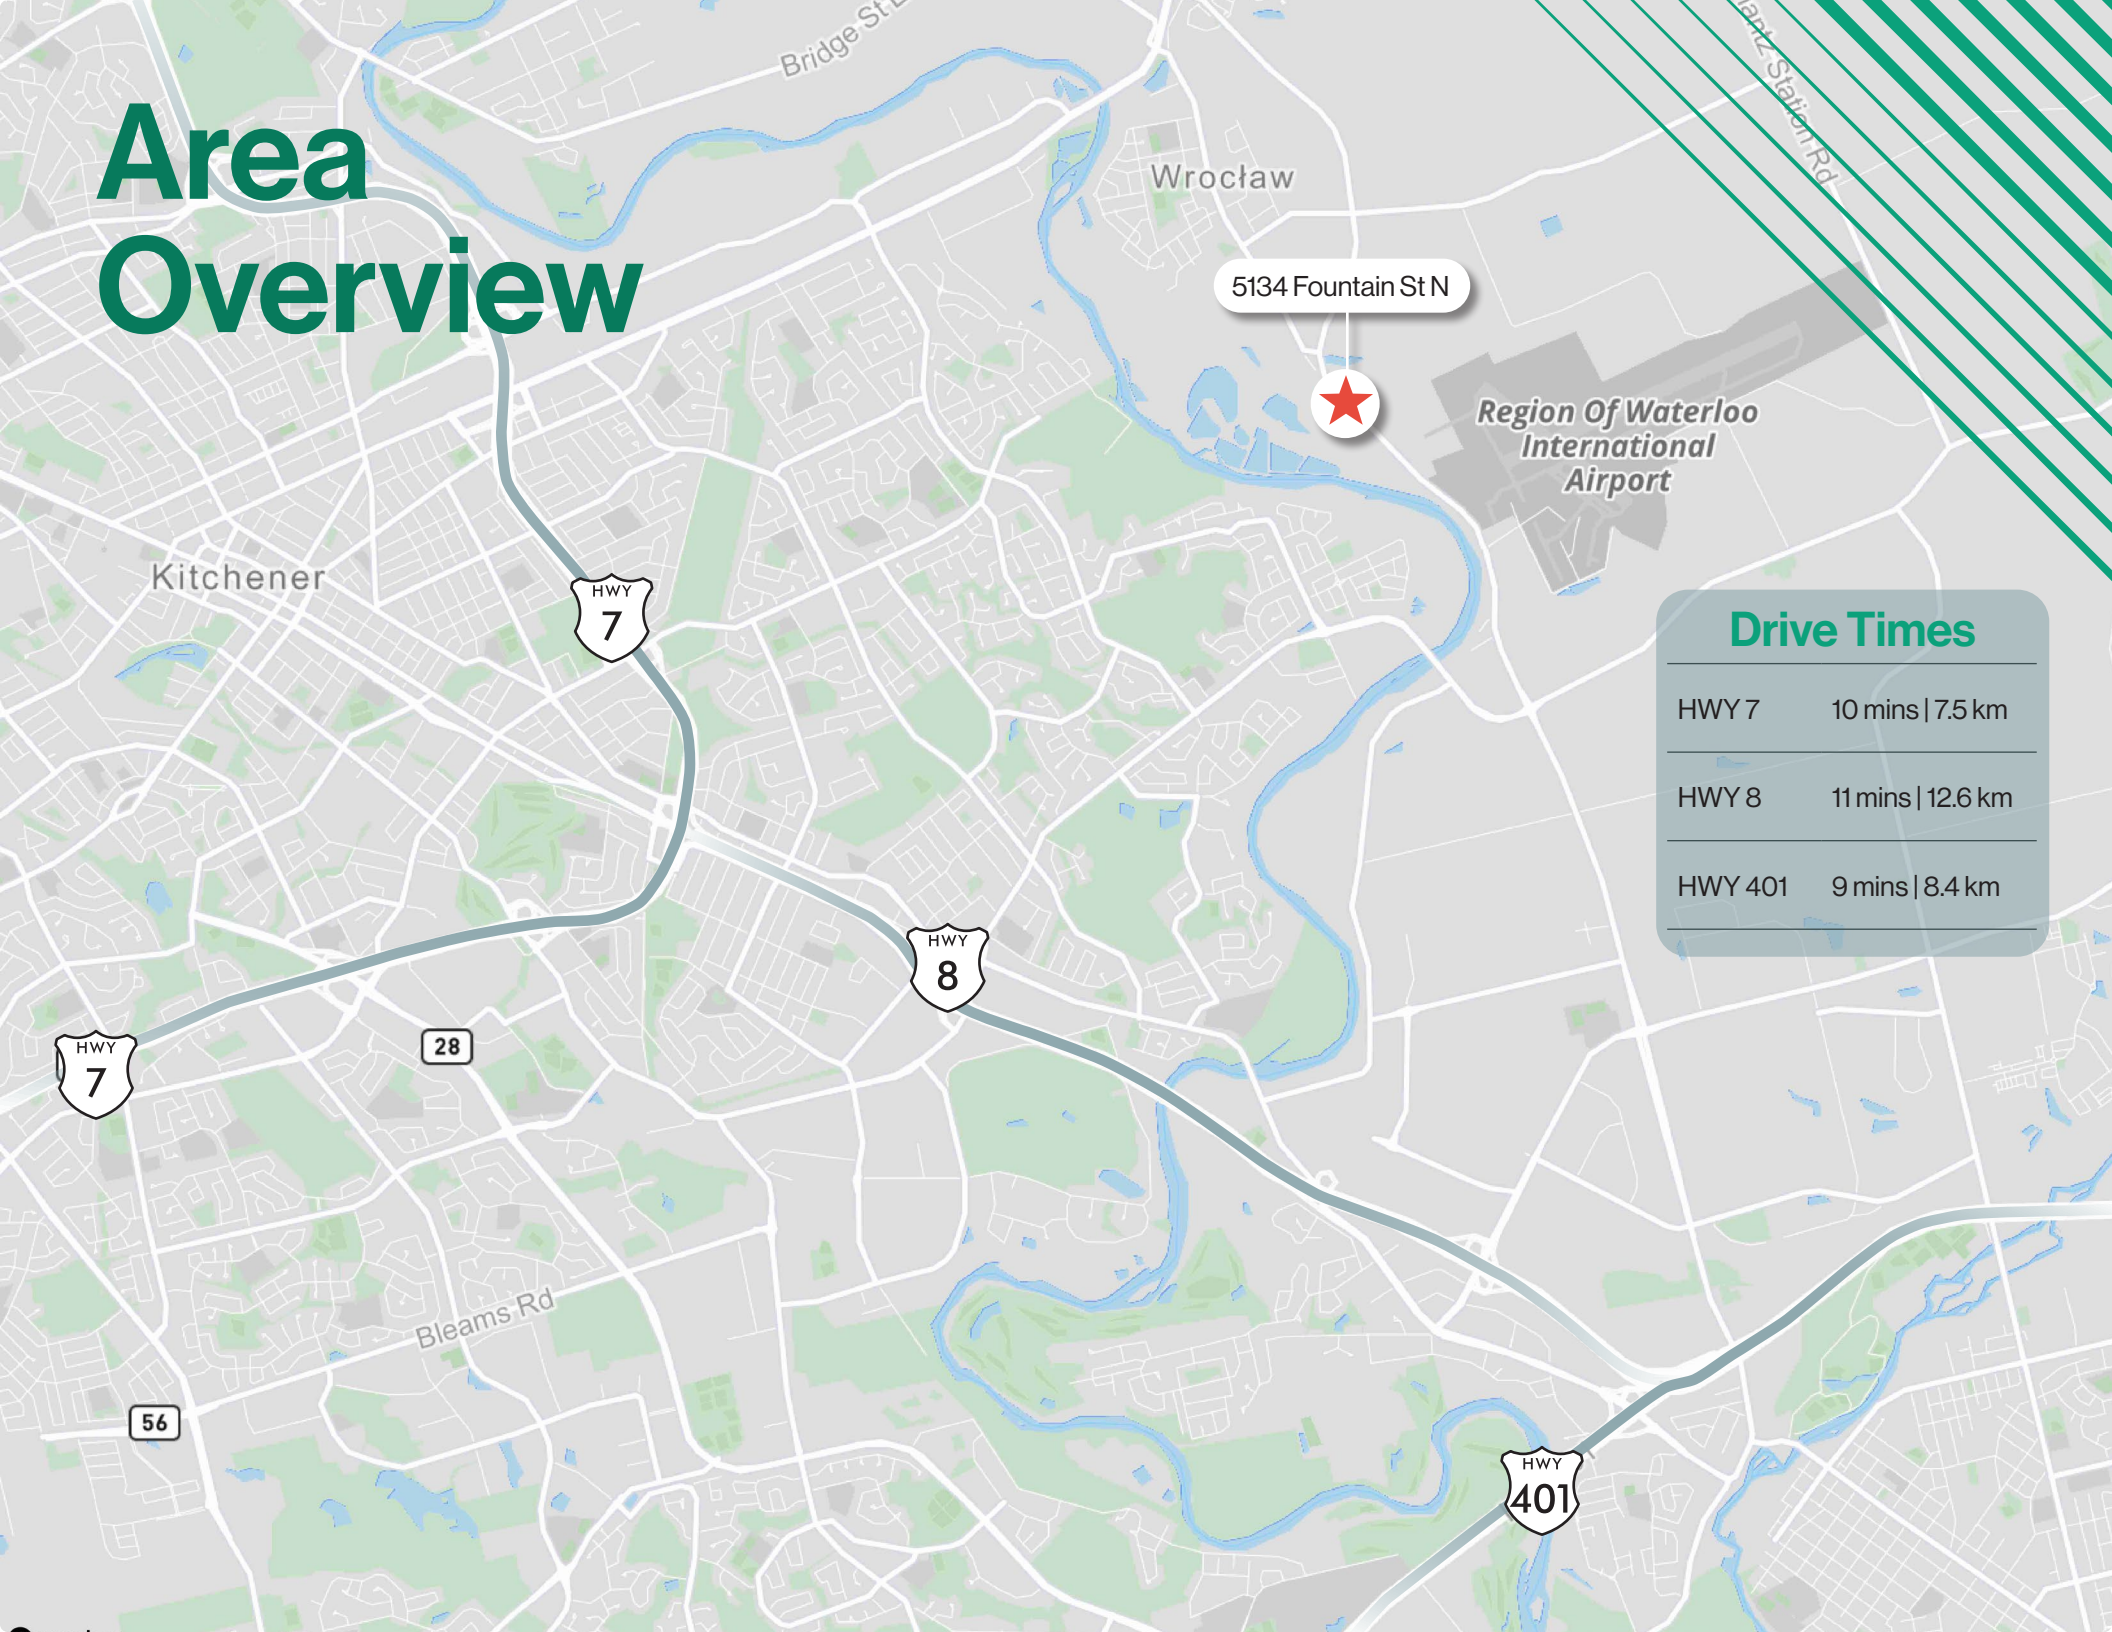 Area
Overview
Bridge St
Station Rd
Wrocław
5134 Fountain St N
Region Of Waterloo
International
Airport
Kitchener
HWY
7
Drive Times
HWY 7 10 mins | 7.5 km
HWY 8 11 mins | 12.6 km
HWY 401 9 mins | 8.4 km
HWY
8
HWY
7
28
Bleams Rd
56
HWY
401